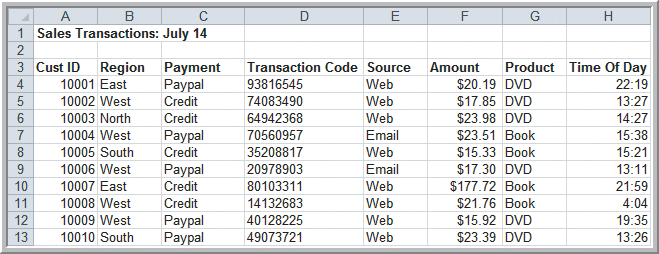 A B C D E F G H
1 Sales Transactions: July 14
2
3 Cust ID Region Payment Transaction Code Source Amount Product Time Of Day
4 10001 East Paypal 93816545 Web $20.19 DVD 22:19
5 10002 West Credit 74083490 Web $17.85 DVD 13:27
6 10003 North Credit 64942368 Web $23.98 DVD 14:27
7 10004 West Paypal 70560957 Email $23.51 Book 15:38
8 10005 South Credit 35208817 Web $15.33 Book 15:21
9 10006 West Paypal 20978903 Email $17.30 DVD 13:11
10 10007 East Credit 80103311 Web $177.72 Book 21:59
11 10008 West Credit 14132683 Web $21.76 Book 4:04
12 10009 West Paypal 40128225 Web $15.92 DVD 19:35
13 10010 South Paypal 49073721 Web $23.39 DVD 13:26